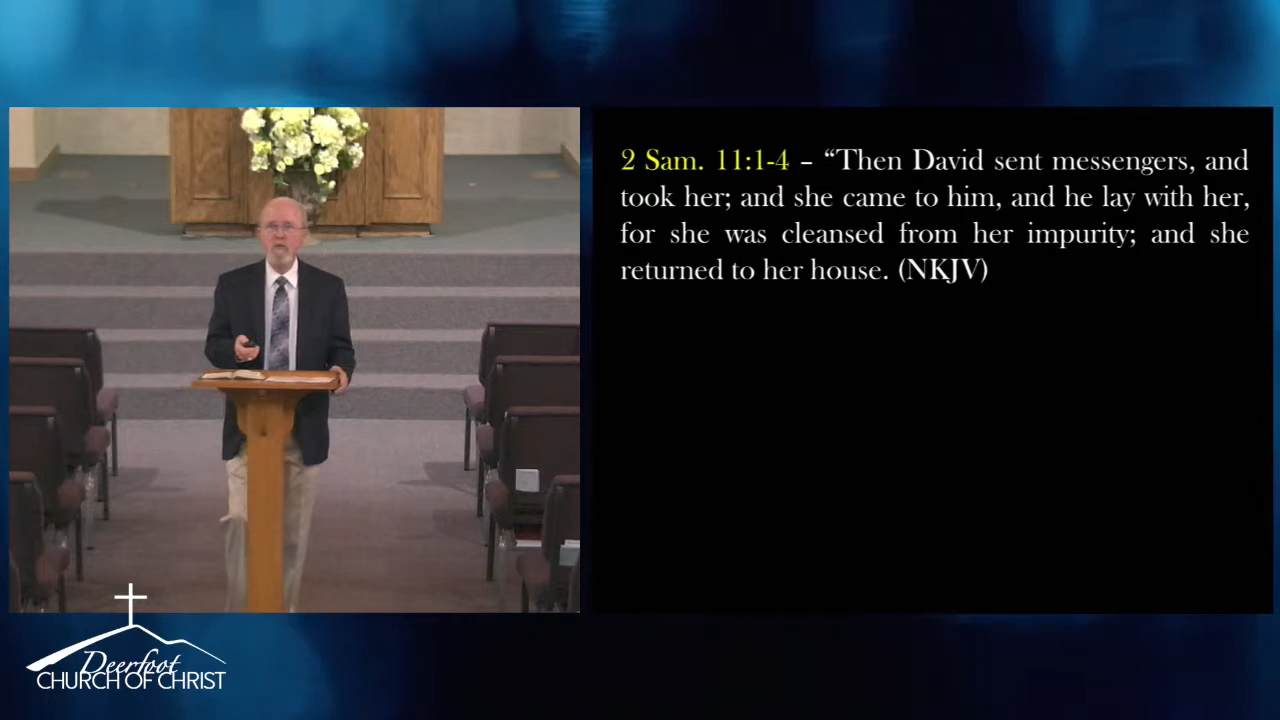 2 Sam. 11:1-4 – “Then David sent messengers, and
took her; and she came to him, and he lay with her,
for she was cleansed from her impurity; and she
returned to her house. (NKJV)
Deerfoot
CHURCH OF CHRIST